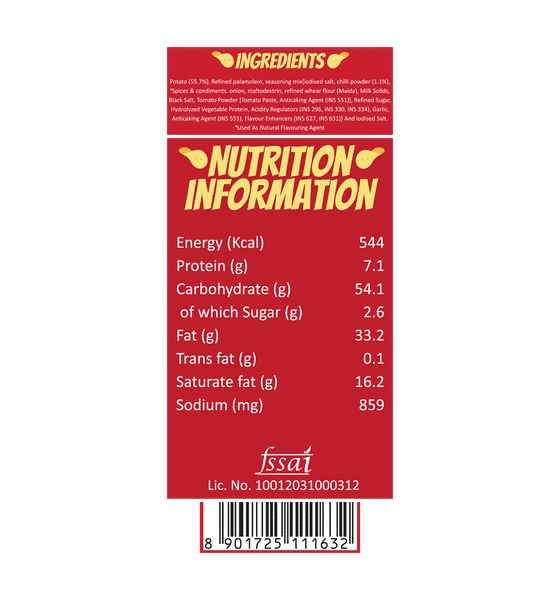 INGREDIENTS
Potato (55.7%), Refined palamolein, seasoning mix{iodised salt, chilli powder (1.1%),
*Spices & condiments. onion, maltodextrin, refined whear flour (Maida), Milk Solids,
Black Salt, Tomato Powder [Tomato Paste, Anticaking Agent (INS 551)], Refined Sugar,
Hydrolyzed Vegetable Protein, Acidity Regulators (INS 296, INS 330, INS 334), Garlic,
Anticaking Agent (INS 551), Flavour Enhancers (INS 627, INS 631)} And Iodised Salt.
*Used As Natural Flavouring Agent
NUTRITION
INFORMATION
Energy (Kcal) 544
Protein (g) 7.1
Carbohydrate (g) 54.1
of which Sugar (g) 2.6
Fat (g) 33.2
Trans fat (g) 0.1
Saturate fat (g) 16.2
Sodium (mg) 859
fssai
Lic. No. 10012031000312
8 901725 111632